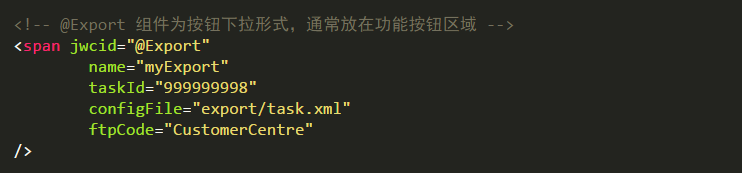 <!-- @Export 组件为按钮下拉形式，通常放在功能按钮区域 -->
<span jwcid="@Export"
name="myExport"
taskId="999999998"
configFile="export/task.xml"
ftpCode="CustomerCentre"
/>